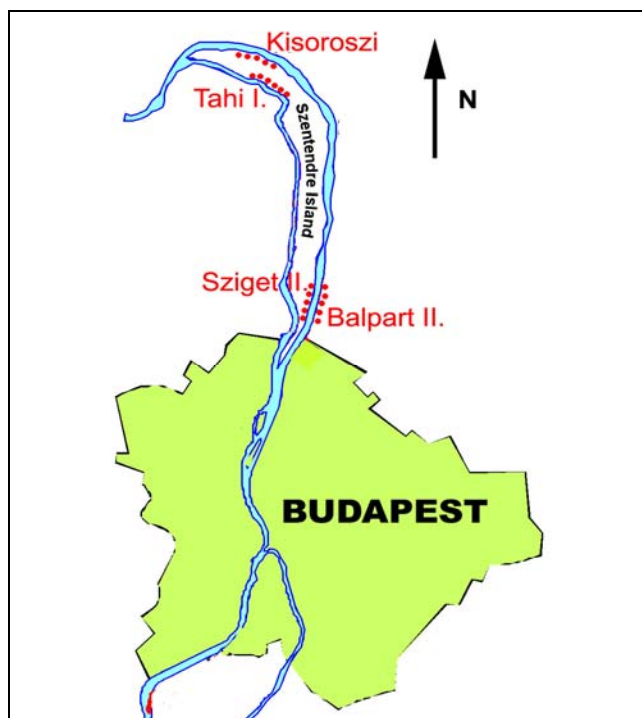 Kisoroszi
N
Tahi I.
Szentendre Island
Sziget II.
Balpart II.
BUDAPEST